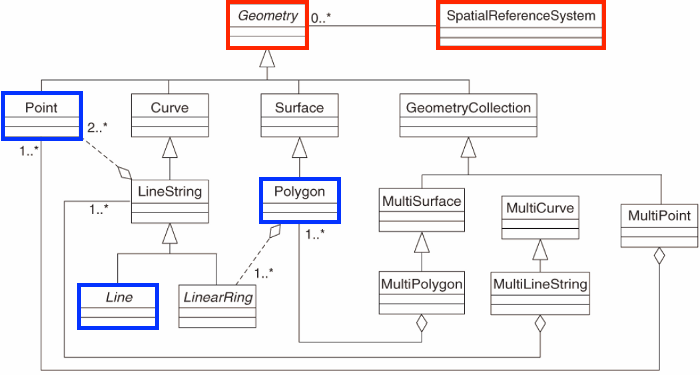 Geometry
0..*
SpatialReferenceSystem
Point
Curve
Surface
GeometryCollection
2..*
1..*
LineString
Polygon
MultiSurface
MultiCurve
MultiPoint
1..*
1..*
1..*
Line
LinearRing
MultiPolygon
MultiLineString